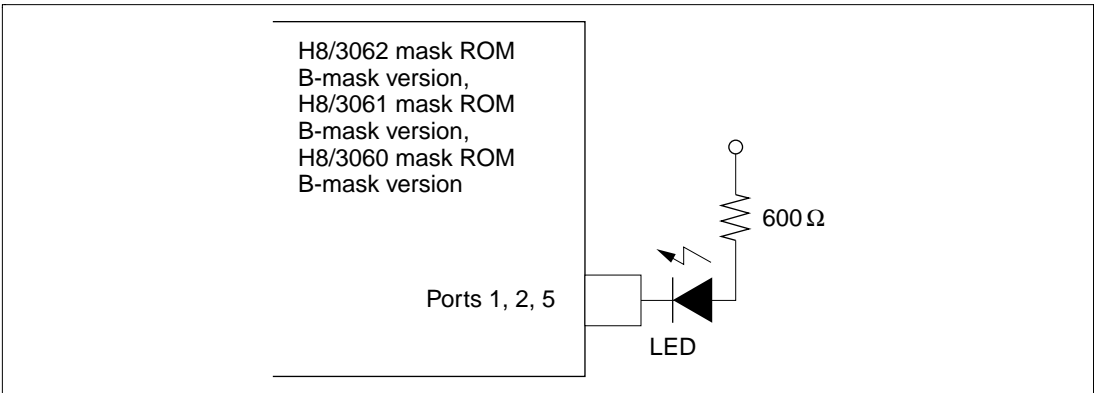 H8/3062 mask ROM
B-mask version,
H8/3061 mask ROM
B-mask version,
H8/3060 mask ROM
B-mask version
600 Ω
Ports 1, 2, 5
LED